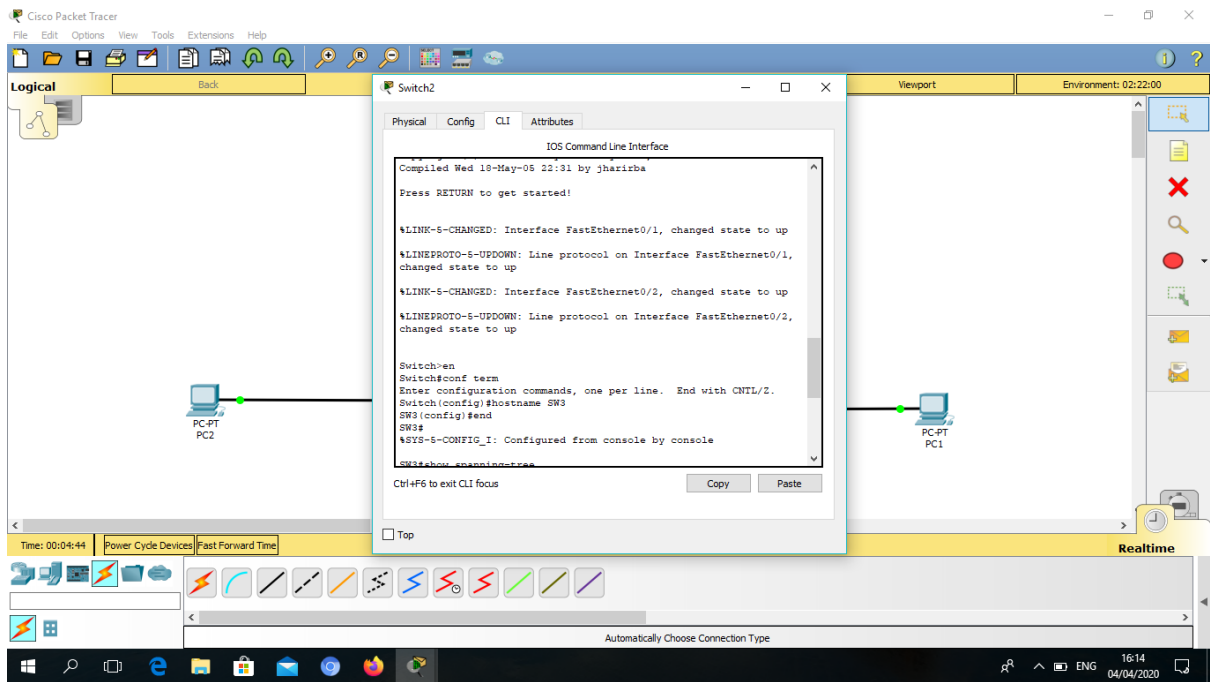 Cisco Packet Tracer
File Edit Options View Tools Extensions Help
Logical
Back
Viewport
Environment: 02:22:00
Switch2
Physical Config CLI Attributes
IOS Command Line Interface
Compiled Wed 18-May-05 22:31 by jharirba
Press RETURN to get started!
%LINK-5-CHANGED: Interface FastEthernet0/1, changed state to up
%LINEPROTO-5-UPDOWN: Line protocol on Interface FastEthernet0/1,
changed state to up
%LINK-5-CHANGED: Interface FastEthernet0/2, changed state to up
%LINEPROTO-5-UPDOWN: Line protocol on Interface FastEthernet0/2,
changed state to up
Switch>en
Switch#conf term
Enter configuration commands, one per line. End with CNTL/Z.
Switch(config)#hostname SW3
SW3(config)#end
SW3#
%SYS-5-CONFIG_I: Configured from console by console
SW3#show spanning-tree
Ctrl+F6 to exit CLI focus
Copy
Paste
Top
PC-PT
PC2
PC-PT
PC1
Time: 00:04:44
Power Cycle Devices
Fast Forward Time
Realtime
Automatically Choose Connection Type
ENG
16:14
04/04/2020